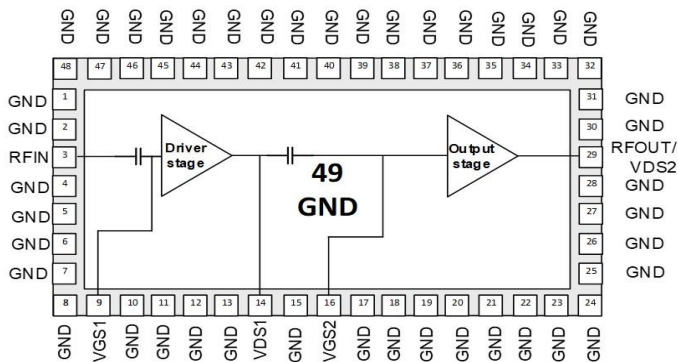 GND GND GND GND GND GND GND GND GND GND GND GND GND GND GND GND GND
48 47 46 45 44 43 42 41 40 39 38 37 36 35 34 33 32
GND 1
31 GND
GND 2
30 GND
RFIN 3
Driver
stage
Output
stage
29 RFOUT/
VDS2
GND 4
28 GND
49
GND
GND 5
27 GND
GND 6
26 GND
GND 7
25 GND
8 9 10 11 12 13 14 15 16 17 18 19 20 21 22 23 24
GND VGS1 GND GND GND GND VDS1 GND VGS2 GND GND GND GND GND GND GND GND